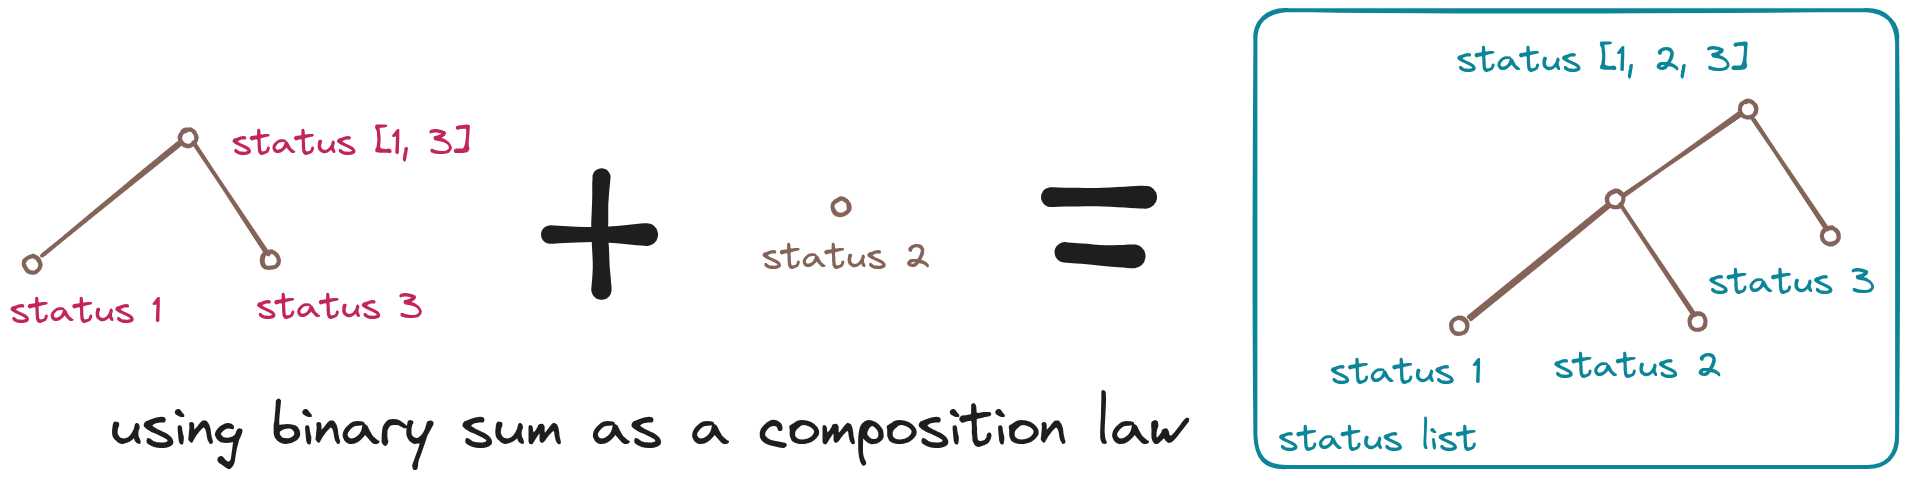 status [1, 3]
status 1
status 3
+
status 2
=
status [1, 2, 3]
status 3
status 1
status 2
status list
using binary sum as a composition law